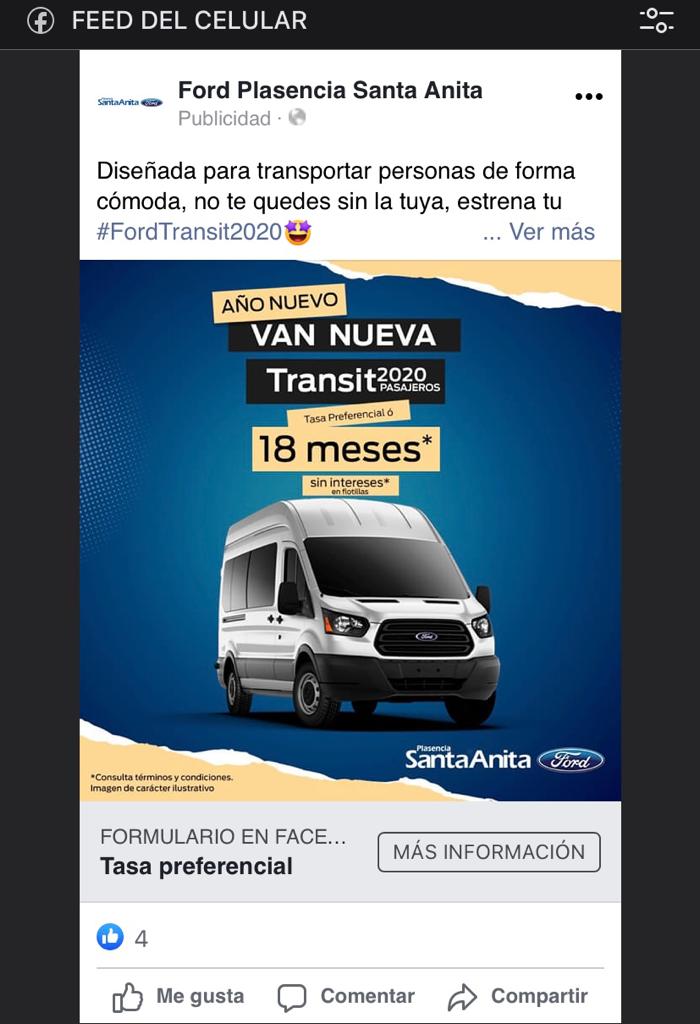 FEED DEL CELULAR
SantaAnita Ford
Ford Plasencia Santa Anita
Publicidad ·
Diseñada para transportar personas de forma
cómoda, no te quedes sin la tuya, estrena tu
#FordTransit2020🤩 ... Ver más
AÑO NUEVO
VAN NUEVA
Transit 2020
PASAJEROS
Tasa Preferencial ó
18 meses*
sin intereses*
en flotillas
Ford
Plasencia
SantaAnita Ford
*Consulta términos y condiciones.
Imagen de carácter ilustrativo
FORMULARIO EN FACE...
Tasa preferencial
MÁS INFORMACIÓN
4
Me gusta Comentar Compartir